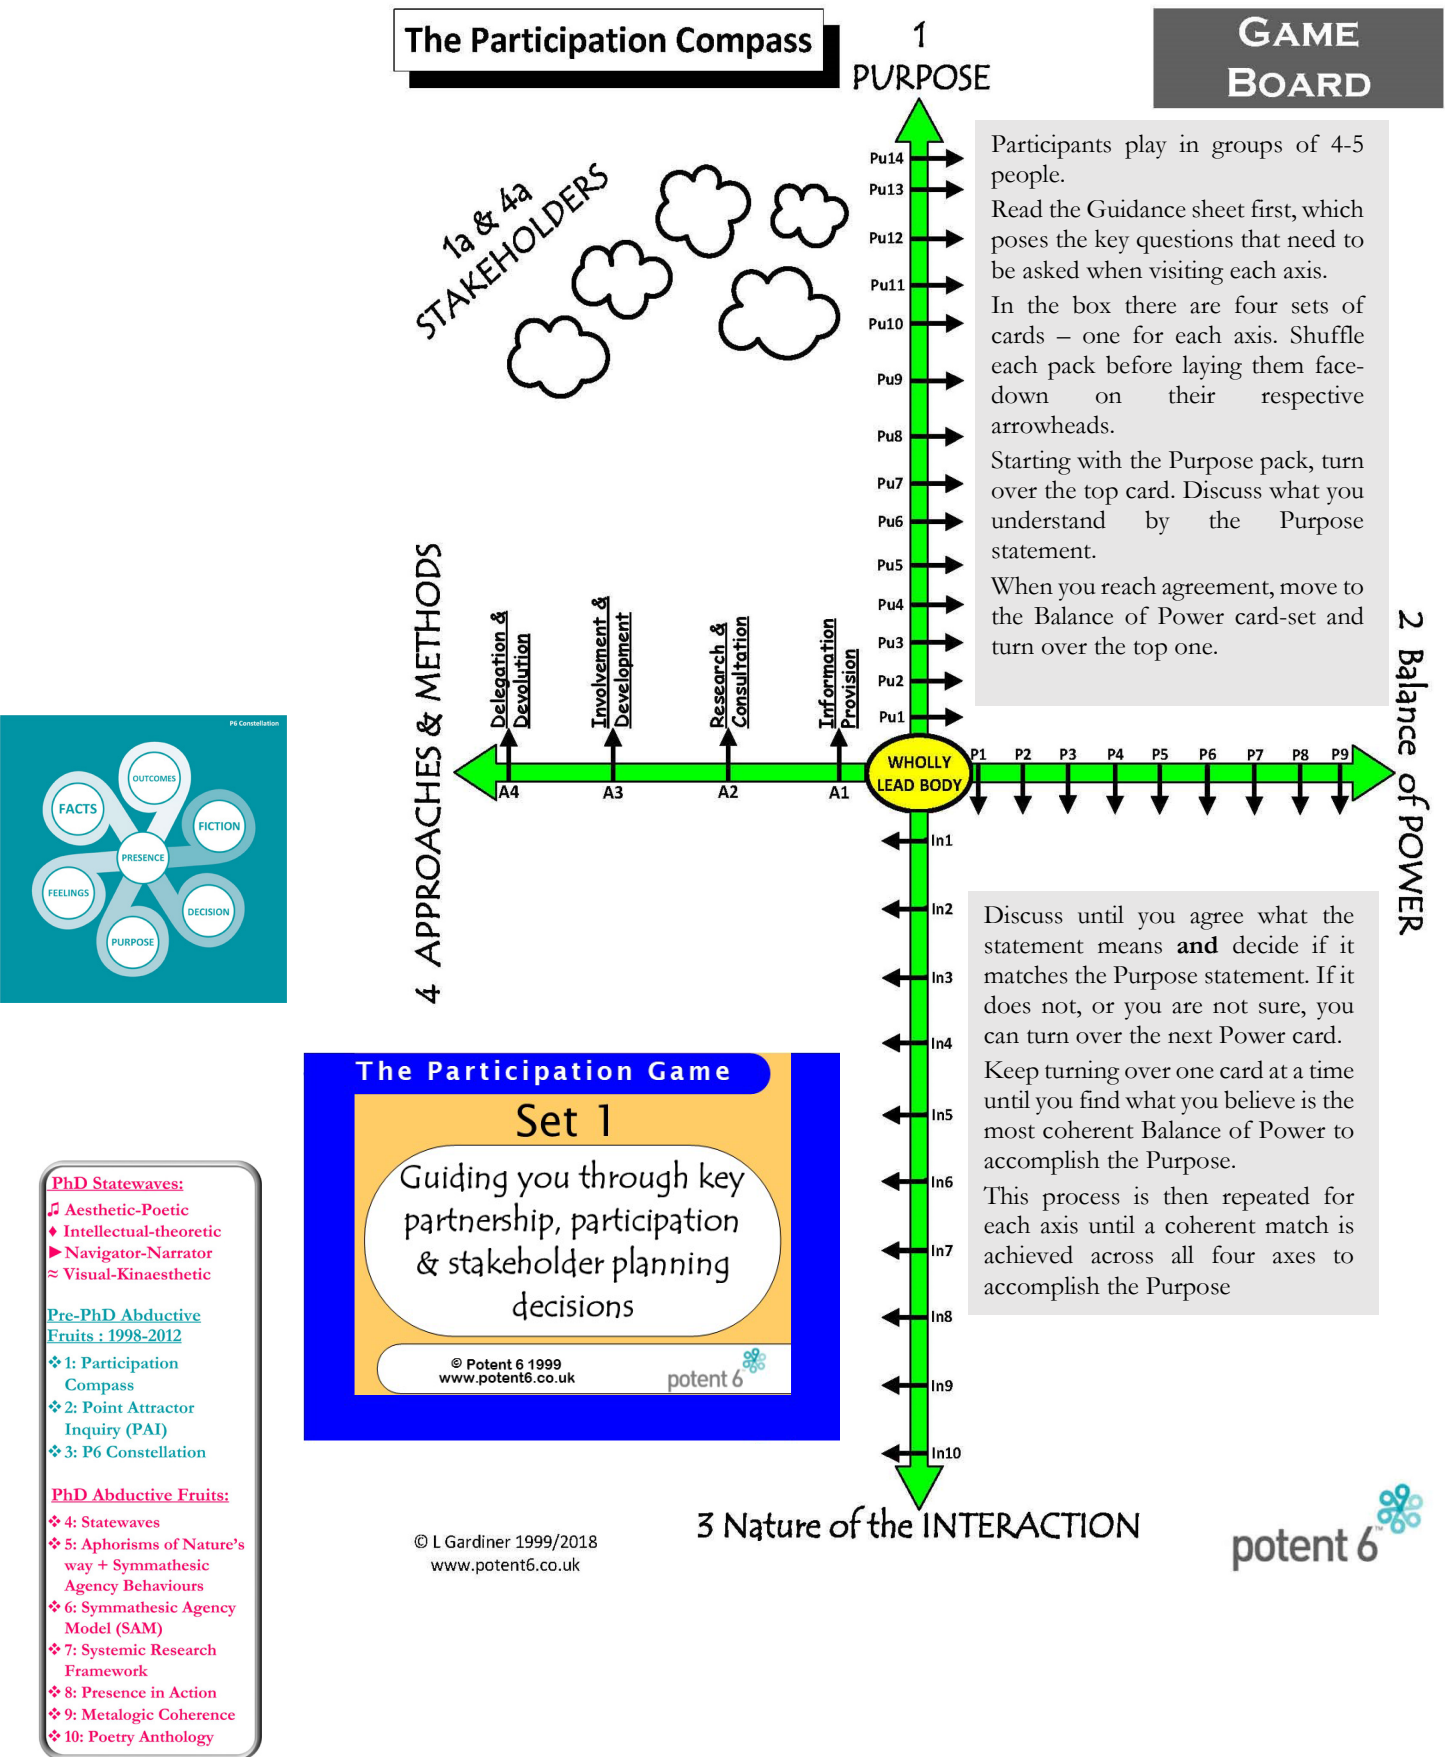 The Participation Compass
GAME
BOARD
1
PURPOSE
1a & 4a
STAKEHOLDERS
Pu14
Pu13
Pu12
Pu11
Pu10
Pu9
Pu8
Pu7
Pu6
Pu5
Pu4
Pu3
Pu2
Pu1
Participants play in groups of 4-5
people.
Read the Guidance sheet first, which
poses the key questions that need to
be asked when visiting each axis.
In the box there are four sets of
cards – one for each axis. Shuffle
each pack before laying them face-
down on their respective
arrowheads.
Starting with the Purpose pack, turn
over the top card. Discuss what you
understand by the Purpose
statement.
When you reach agreement, move to
the Balance of Power card-set and
turn over the top one.
2 Balance of POWER
P1 P2 P3 P4 P5 P6 P7 P8 P9
WHOLLY
LEAD BODY
4 APPROACHES & METHODS
Delegation &
Devolution
Involvement &
Development
Research &
Consultation
Information
Provision
A4 A3 A2 A1
In1
In2
In3
In4
In5
In6
In7
In8
In9
In10
3 Nature of the INTERACTION
Discuss until you agree what the
statement means and decide if it
matches the Purpose statement. If it
does not, or you are not sure, you
can turn over the next Power card.
Keep turning over one card at a time
until you find what you believe is the
most coherent Balance of Power to
accomplish the Purpose.
This process is then repeated for
each axis until a coherent match is
achieved across all four axes to
accomplish the Purpose
P6 Constellation
OUTCOMES
FACTS
FICTION
PRESENCE
FEELINGS
DECISION
PURPOSE
The Participation Game
Set 1
Guiding you through key
partnership, participation
& stakeholder planning
decisions
© Potent 6 1999
www.potent6.co.uk
potent 6
PhD Statewaves:
♫ Aesthetic-Poetic
♦ Intellectual-theoretic
► Navigator-Narrator
≈ Visual-Kinaesthetic
Pre-PhD Abductive
Fruits : 1998-2012
❖ 1: Participation
Compass
❖ 2: Point Attractor
Inquiry (PAI)
❖ 3: P6 Constellation
PhD Abductive Fruits:
❖ 4: Statewaves
❖ 5: Aphorisms of Nature's
way + Symmathesic
Agency Behaviours
❖ 6: Symmathesic Agency
Model (SAM)
❖ 7: Systemic Research
Framework
❖ 8: Presence in Action
❖ 9: Metalogic Coherence
❖ 10: Poetry Anthology
© L Gardiner 1999/2018
www.potent6.co.uk
potent 6™